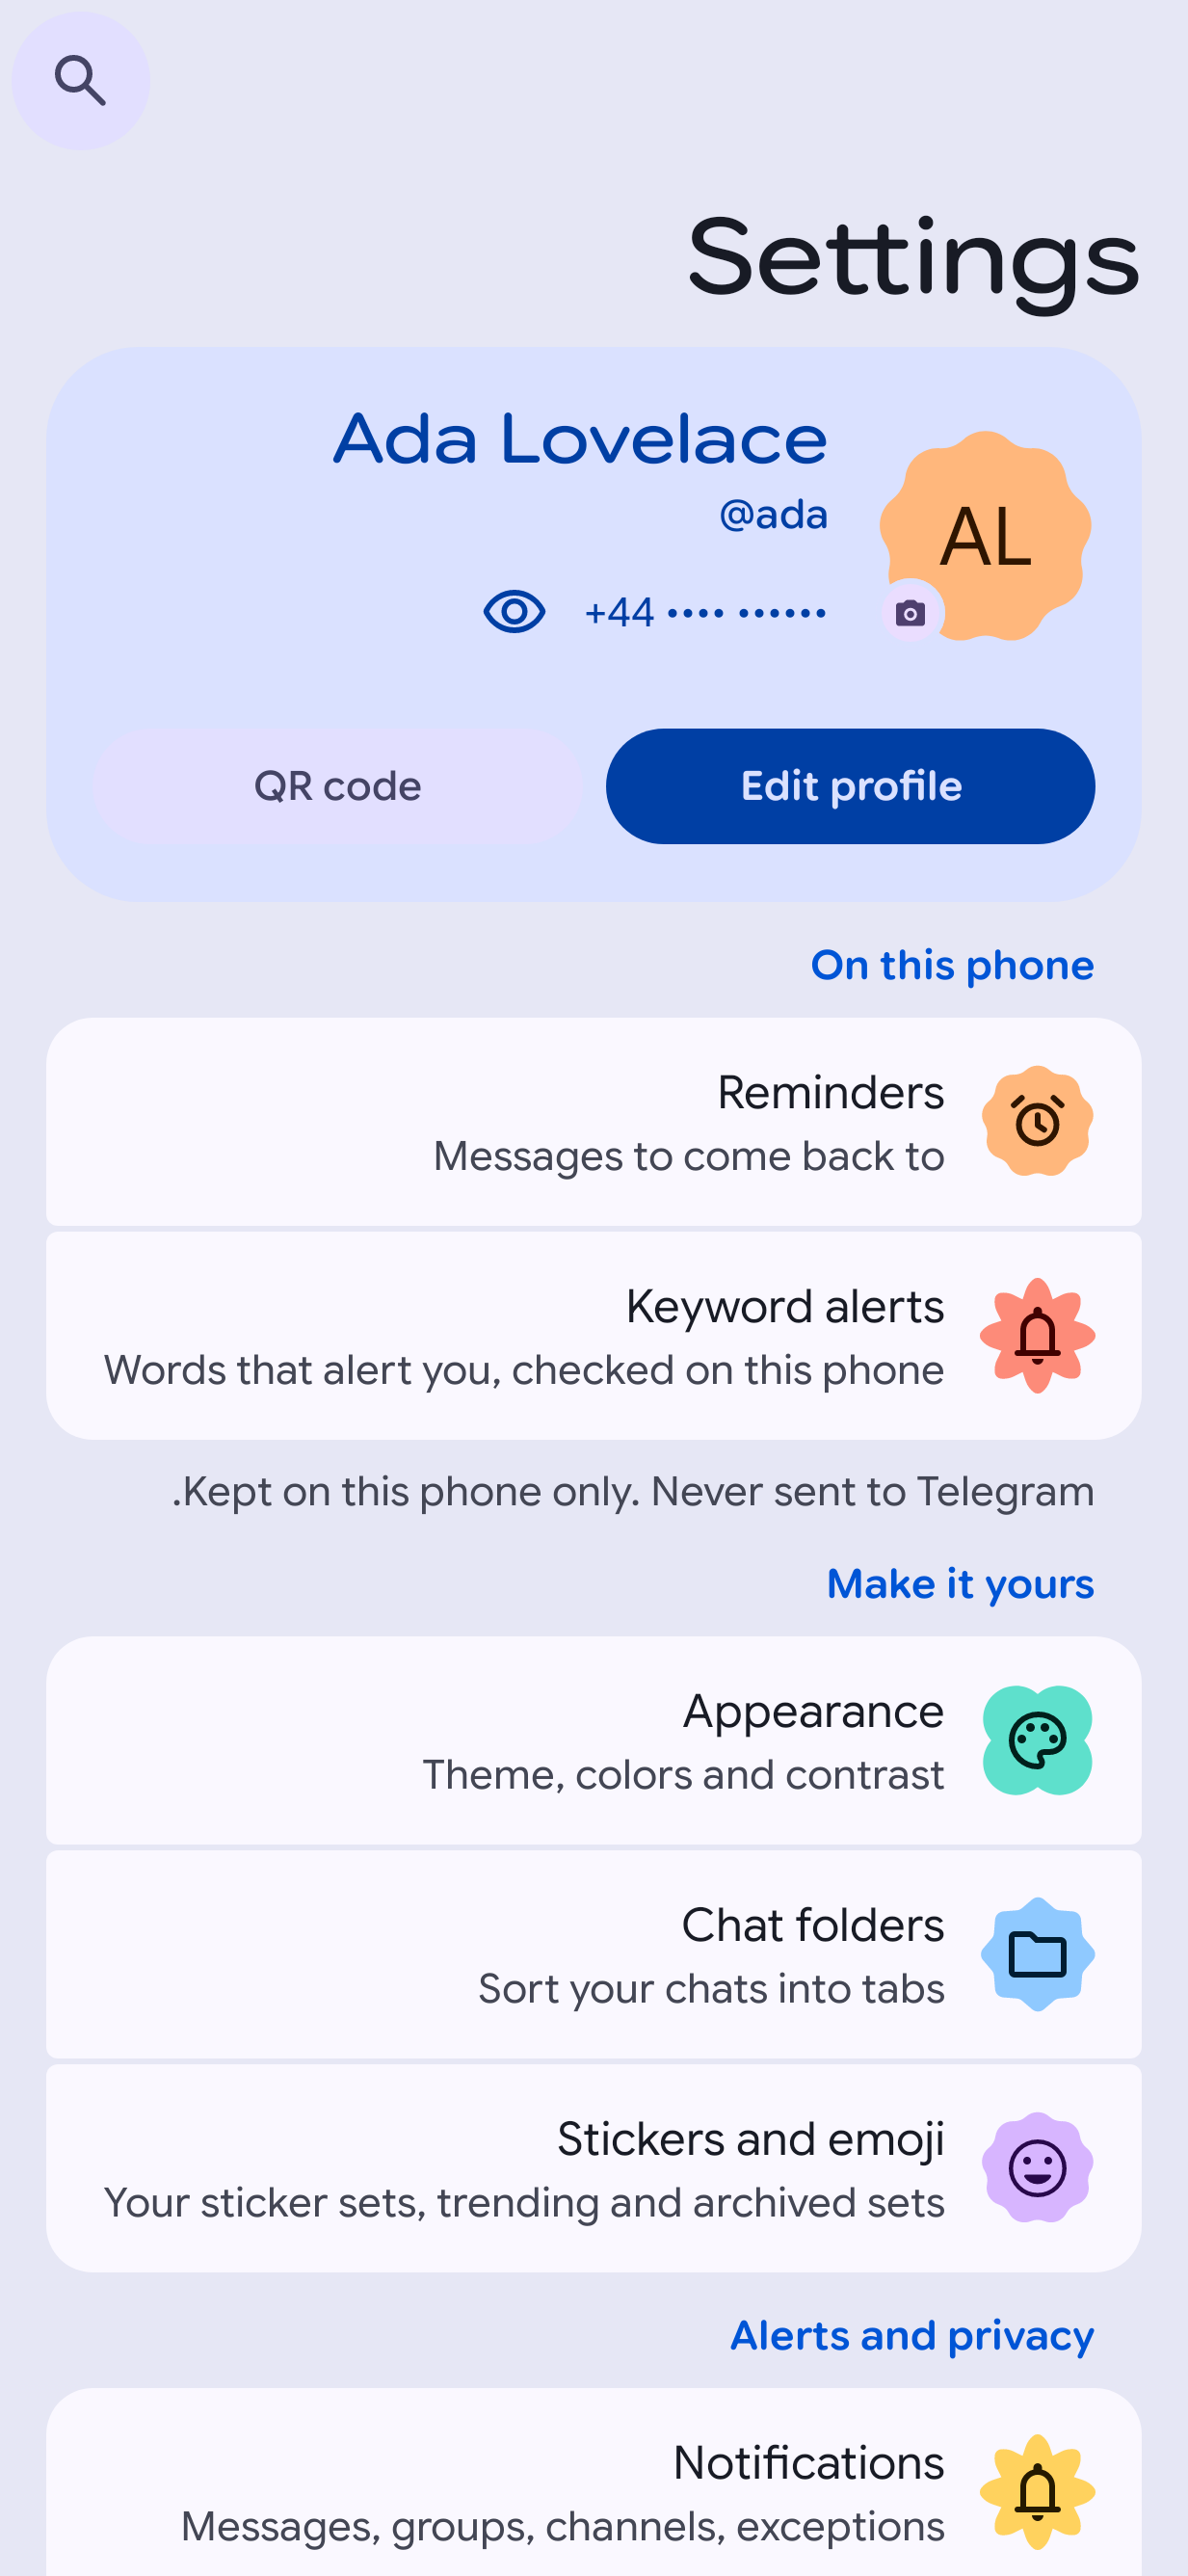 Settings
Ada Lovelace
@ada
+44 •••• ••••••
AL
Edit profile
QR code
On this phone
Reminders
Messages to come back to
Keyword alerts
Words that alert you, checked on this phone
.Kept on this phone only. Never sent to Telegram
Make it yours
Appearance
Theme, colors and contrast
Chat folders
Sort your chats into tabs
Stickers and emoji
Your sticker sets, trending and archived sets
Alerts and privacy
Notifications
Messages, groups, channels, exceptions